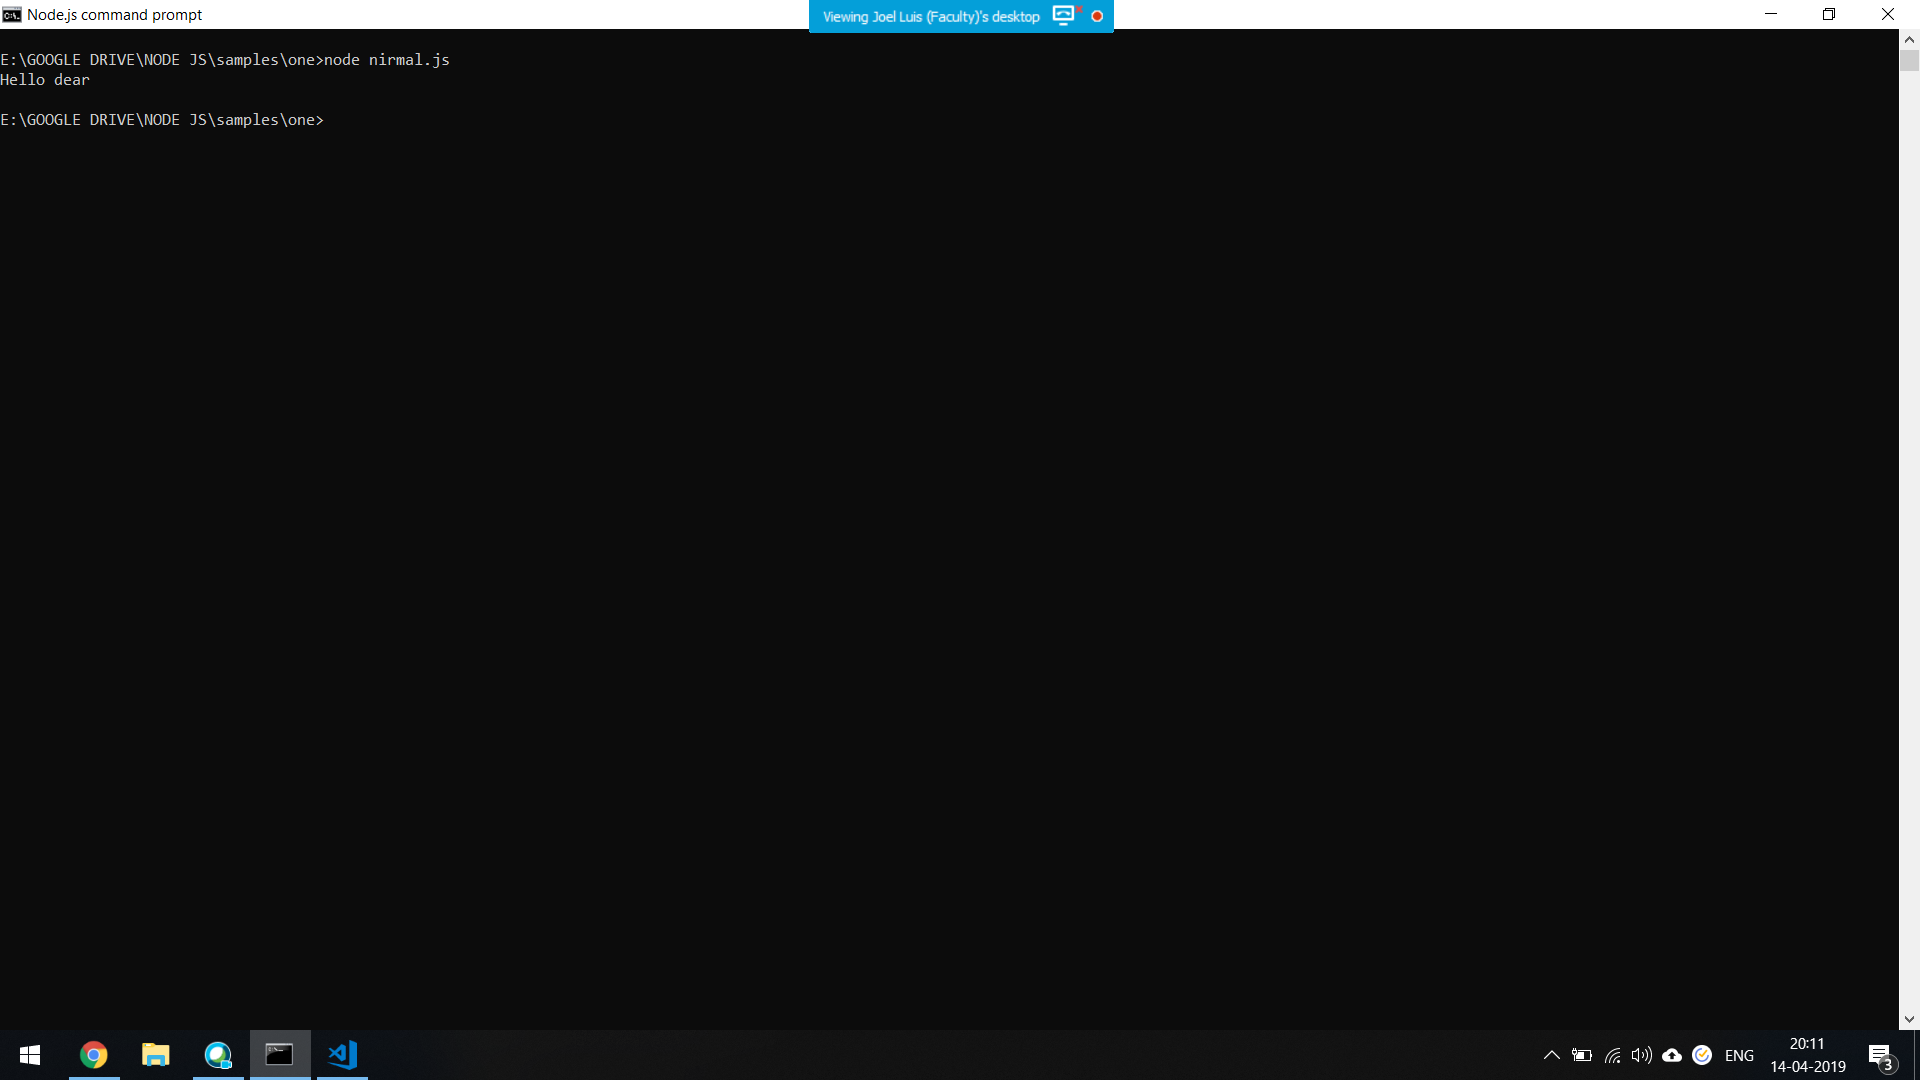 Node.js command prompt
Viewing Joel Luis (Faculty)'s desktop
E:\GOOGLE DRIVE\NODE JS\samples\one>node nirmal.js
Hello dear
E:\GOOGLE DRIVE\NODE JS\samples\one>
ENG
20:11
14-04-2019
3